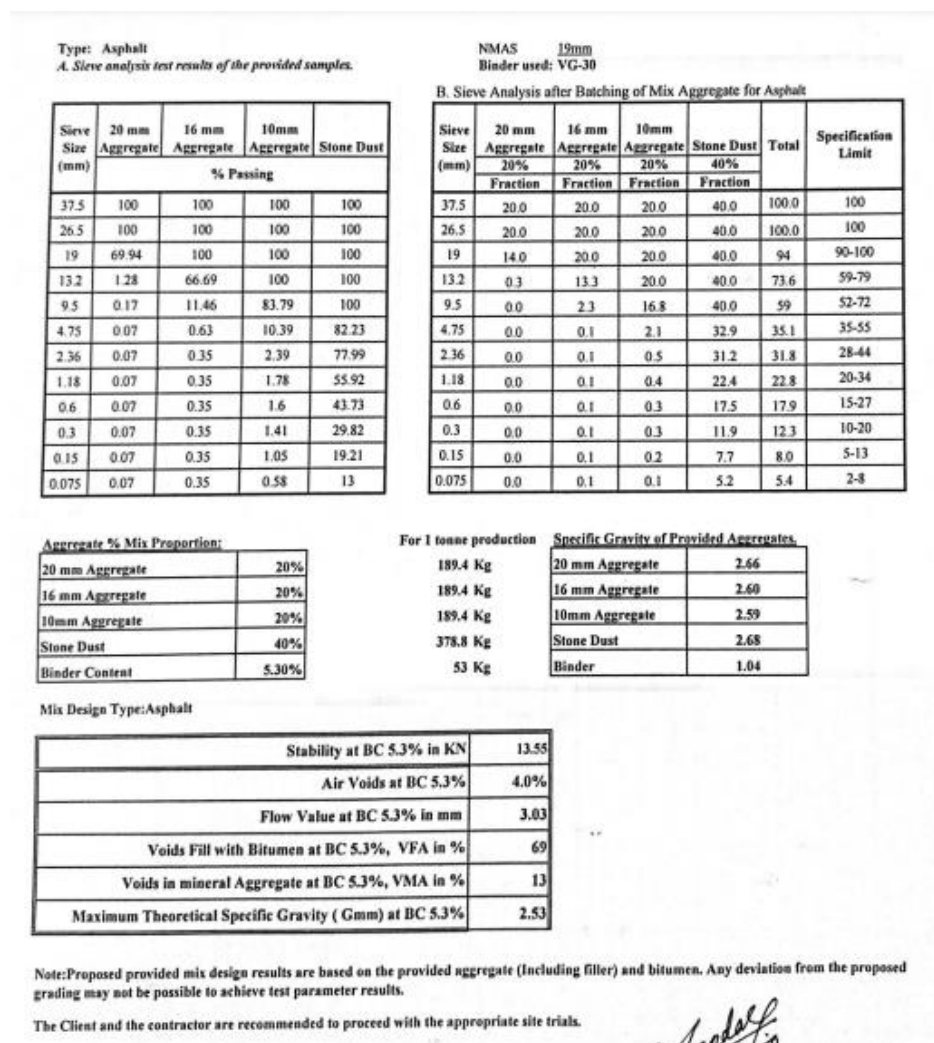 Type: Asphalt
A. Sieve analysis test results of the provided samples.
NMAS 19mm
Binder used: VG-30
B. Sieve Analysis after Batching of Mix Aggregate for Asphalt
Sieve Size (mm) 20 mm Aggregate 16 mm Aggregate 10mm Aggregate Stone Dust
% Passing
37.5 100 100 100 100
26.5 100 100 100 100
19 69.94 100 100 100
13.2 1.28 66.69 100 100
9.5 0.17 11.46 83.79 100
4.75 0.07 0.63 10.39 82.23
2.36 0.07 0.35 2.39 77.99
1.18 0.07 0.35 1.78 55.92
0.6 0.07 0.35 1.6 43.73
0.3 0.07 0.35 1.41 29.82
0.15 0.07 0.35 1.05 19.21
0.075 0.07 0.35 0.58 13
Sieve Size (mm) 20 mm Aggregate 16 mm Aggregate 10mm Aggregate Stone Dust Total Specification Limit
20% 20% 20% 40%
Fraction Fraction Fraction Fraction
37.5 20.0 20.0 20.0 40.0 100.0 100
26.5 20.0 20.0 20.0 40.0 100.0 100
19 14.0 20.0 20.0 40.0 94 90-100
13.2 0.3 13.3 20.0 40.0 73.6 59-79
9.5 0.0 2.3 16.8 40.0 59 52-72
4.75 0.0 0.1 2.1 32.9 35.1 35-55
2.36 0.0 0.1 0.5 31.2 31.8 28-44
1.18 0.0 0.1 0.4 22.4 22.8 20-34
0.6 0.0 0.1 0.3 17.5 17.9 15-27
0.3 0.0 0.1 0.3 11.9 12.3 10-20
0.15 0.0 0.1 0.2 7.7 8.0 5-13
0.075 0.0 0.1 0.1 5.2 5.4 2-8
Aggregate % Mix Proportion:
20 mm Aggregate 20%
16 mm Aggregate 20%
10mm Aggregate 20%
Stone Dust 40%
Binder Content 5.30%
For 1 tonne production
189.4 Kg
189.4 Kg
189.4 Kg
378.8 Kg
53 Kg
Specific Gravity of Provided Aggregates.
20 mm Aggregate 2.66
16 mm Aggregate 2.60
10mm Aggregate 2.59
Stone Dust 2.68
Binder 1.04
Mix Design Type:Asphalt
Stability at BC 5.3% in KN 13.55
Air Voids at BC 5.3% 4.0%
Flow Value at BC 5.3% in mm 3.03
Voids Fill with Bitumen at BC 5.3%, VFA in % 69
Voids in mineral Aggregate at BC 5.3%, VMA in % 13
Maximum Theoretical Specific Gravity ( Gmm) at BC 5.3% 2.53
Note:Proposed provided mix design results are based on the provided aggregate (Including filler) and bitumen. Any deviation from the proposed
grading may not be possible to achieve test parameter results.
The Client and the contractor are recommended to proceed with the appropriate site trials.